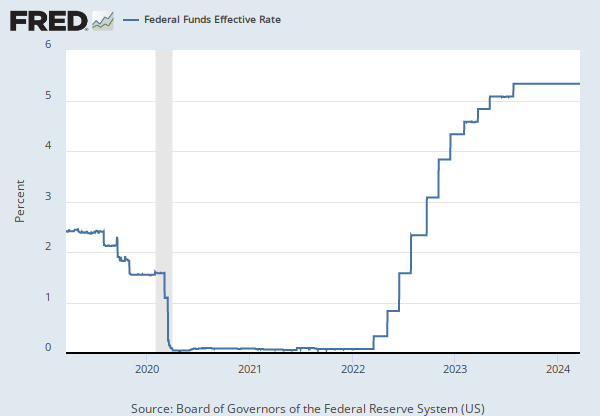 FRED
Federal Funds Effective Rate
6
5
4
3
2
1
0
Percent
2020 2021 2022 2023 2024
Source: Board of Governors of the Federal Reserve System (US)